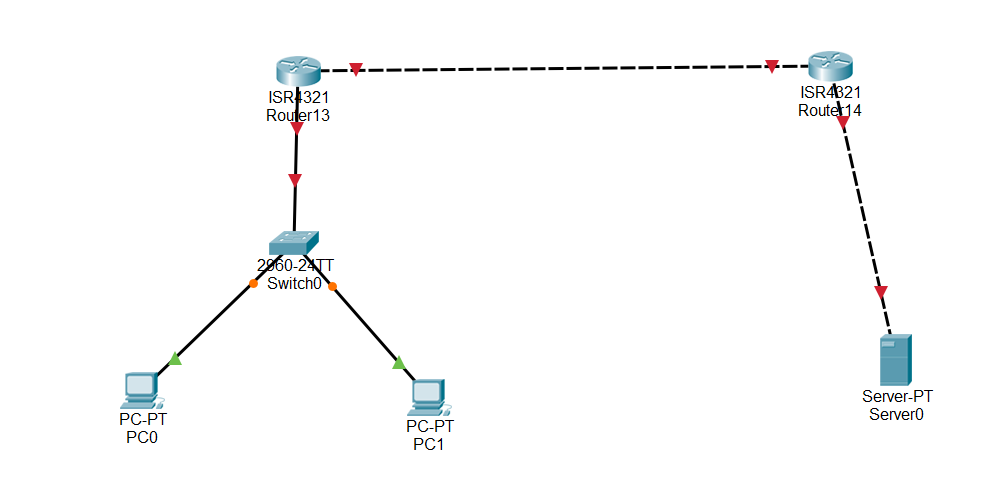 ISR4321
Router13
ISR4321
Router14
2960-24TT
Switch0
PC-PT
PC0
PC-PT
PC1
Server-PT
Server0